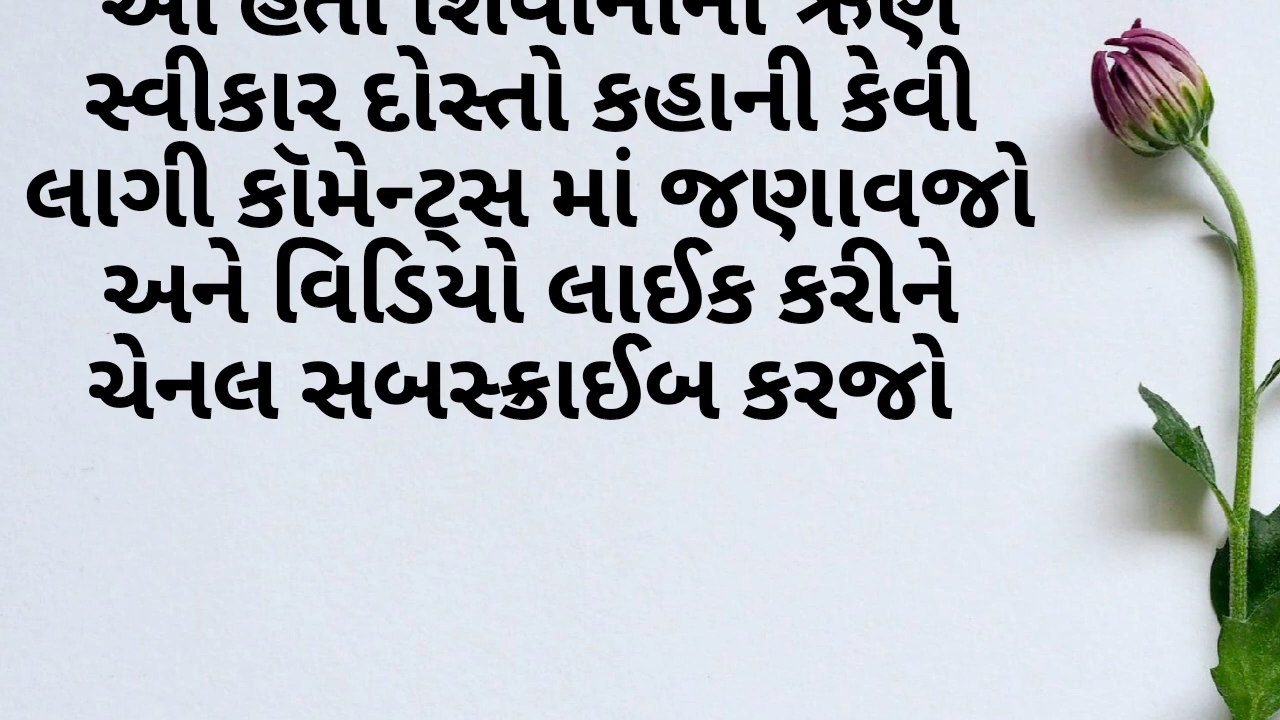 સ્વીકાર દોસ્તો કહાની કેવી
લાગી કૉમેન્ટ્સ માં જણાવજો
અને વિડિયો લાઈક કરીને
ચેનલ સબસ્ક્રાઈબ કરજો